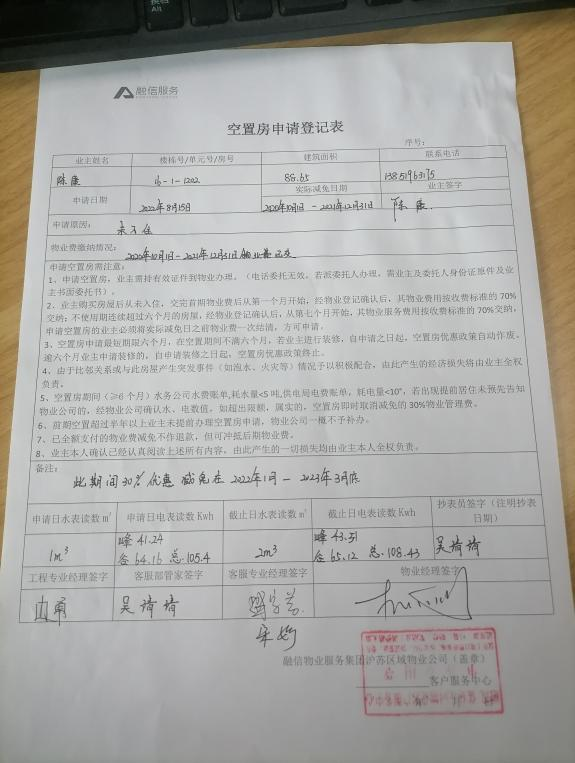 融信服务
空置房申请登记表
序号:
业主姓名 楼栋号/单元号/房号 建筑面积 联系电话
陈 6-1-1202 88.65 13851963175
申请日期 实际减免日期 业主签字
2022年8月15日 2020年10月1日-2021年12月31日 陈
申请原因: 未入住
物业费缴纳情况: 2020年10月1日-2021年12月31日物业费已交
申请空置房需注意:
1、申请空置房,业主需持有效证件到物业办理。(电话委托无效,若派委托人办理,需业主及委托人身份证原件及业
主书面委托书)。
2、业主购买房屋后从未入住,交完首期物业费后从第一个月开始,经物业登记确认后,其物业费用按收费标准的70%
交纳;不使用期连续超过六个月的房屋,经物业登记确认后,从第七个月开始,其物业服务费用按收费标准的70%交纳,
申请空置房的业主必须将实际减免日之前物业费一次结清,方可申请。
3、空置房申请最短期限六个月,在空置期间不满六个月,若业主进行装修,自申请之日起,空置房优惠政策自动作废。
逾六个月业主申请装修的,自申请装修之日起,空置房优惠政策终止。
4、由于比邻关系或与此房屋产生突发事件(如泡水、火灾等)情况予以积极配合,由此产生的经济损失将由业主全权
负责。
5、空置房期间(≥6个月)水务公司水费账单,耗水量<5吨,供电局电费账单,耗电量<10°,若出现提前居住未预先告知
物业公司的,经物业公司确认水、电数值,如超出限额,属实的,空置房即时取消减免的30%物业管理费。
6、前期空置超过半年以上业主未提前办理空置房申请,物业公司一概不予补办。
7、已全额支付的物业费减免不作退款,但可冲抵后期物业费。
8、业主本人确认已经认真阅读上述所有内容,由此产生的一切损失均由业主本人全权负责。
备注:
此期间30%优惠减免在2022年1月-2023年3月底
申请日水表读数m³ 申请日电表读数Kwh 截止日水表读数m³ 截止日电表读数Kwh 抄表员签字(注明抄表
日期)
1m³ 峰41.24 2m³ 峰43.31 吴琦琦
谷64.16 总.105.4 谷65.12 总.108.43
工程专业经理签字 客服部管家签字 客服专业经理签字 物业经理签字
吴琦琦
融信物业服务集团沪苏区域物业公司(盖章)
客户服务中心